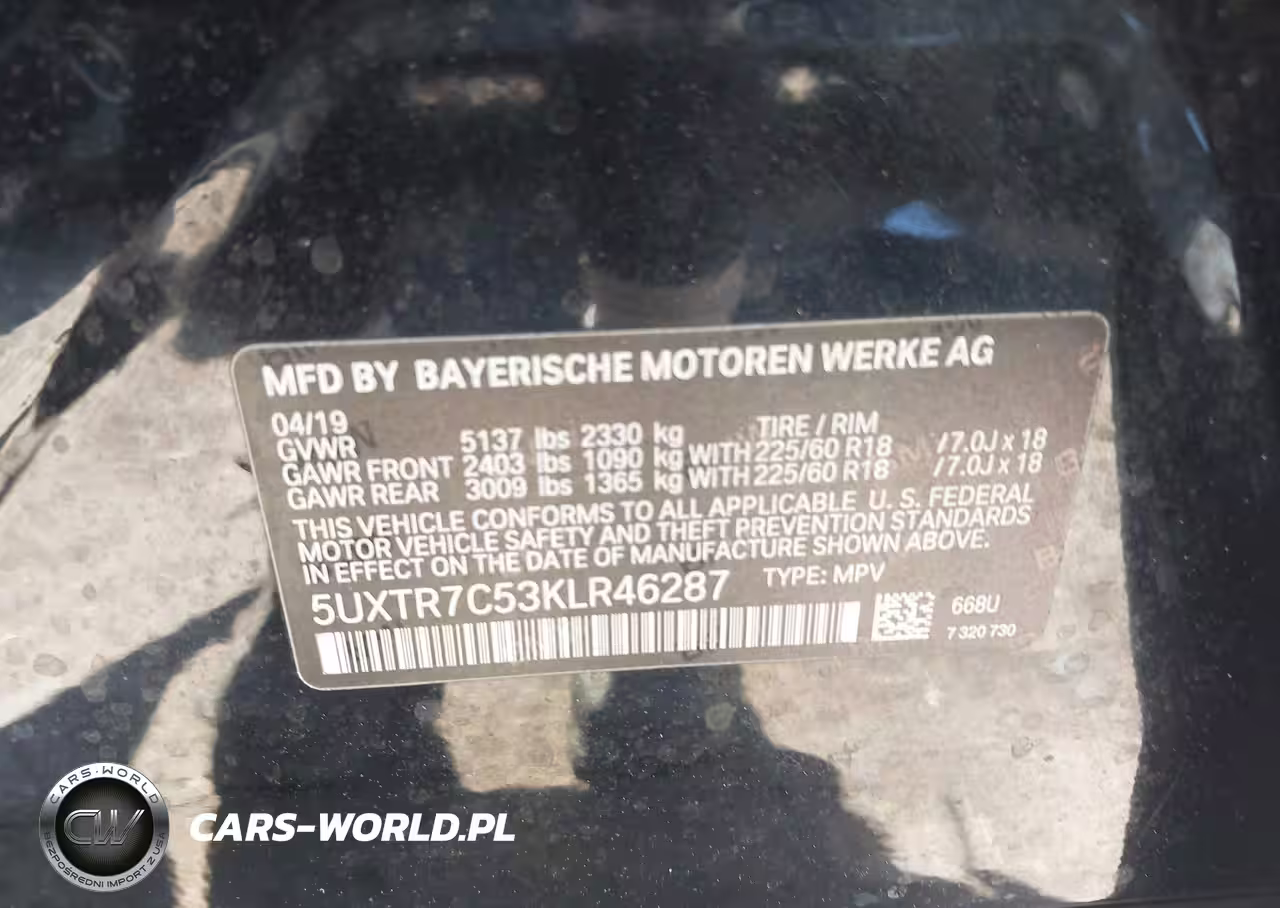 MFD BY BAYERISCHE MOTOREN WERKE AG
04/19 TIRE / RIM
GVWR 5137 lbs 2330 kg
GAWR FRONT 2403 lbs 1090 kg WITH 225/60 R18 /7.0J x 18
GAWR REAR 3009 lbs 1365 kg WITH 225/60 R18 /7.0J x 18
THIS VEHICLE CONFORMS TO ALL APPLICABLE U. S. FEDERAL
MOTOR VEHICLE SAFETY AND THEFT PREVENTION STANDARDS
IN EFFECT ON THE DATE OF MANUFACTURE SHOWN ABOVE.
5UXTR7C53KLR46287 TYPE: MPV
668U
7 320 730
CARS-WORLD
CW
BEZPOŚREDNI IMPORT Z USA
CARS-WORLD.PL